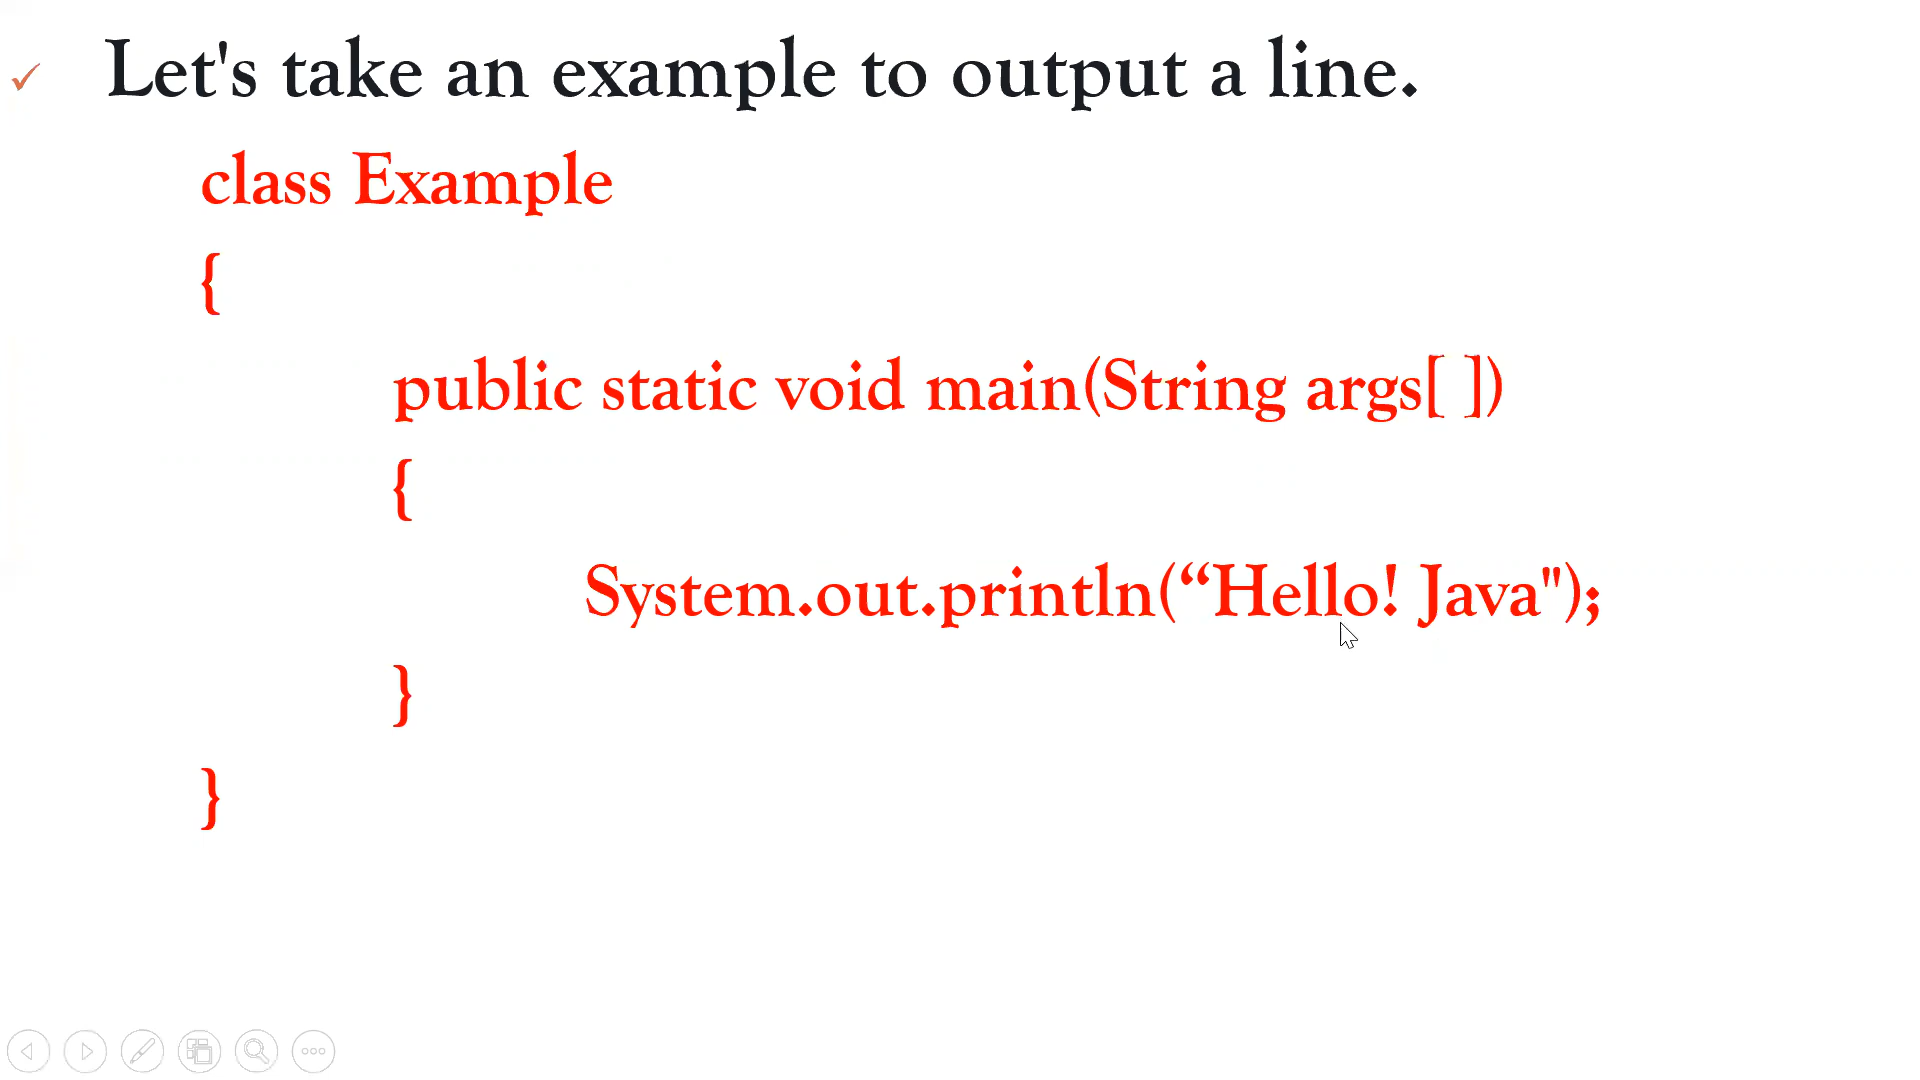 ✓ Let's take an example to output a line.
class Example
{
public static void main(String args[ ])
{
System.out.println(“Hello! Java");
}
}